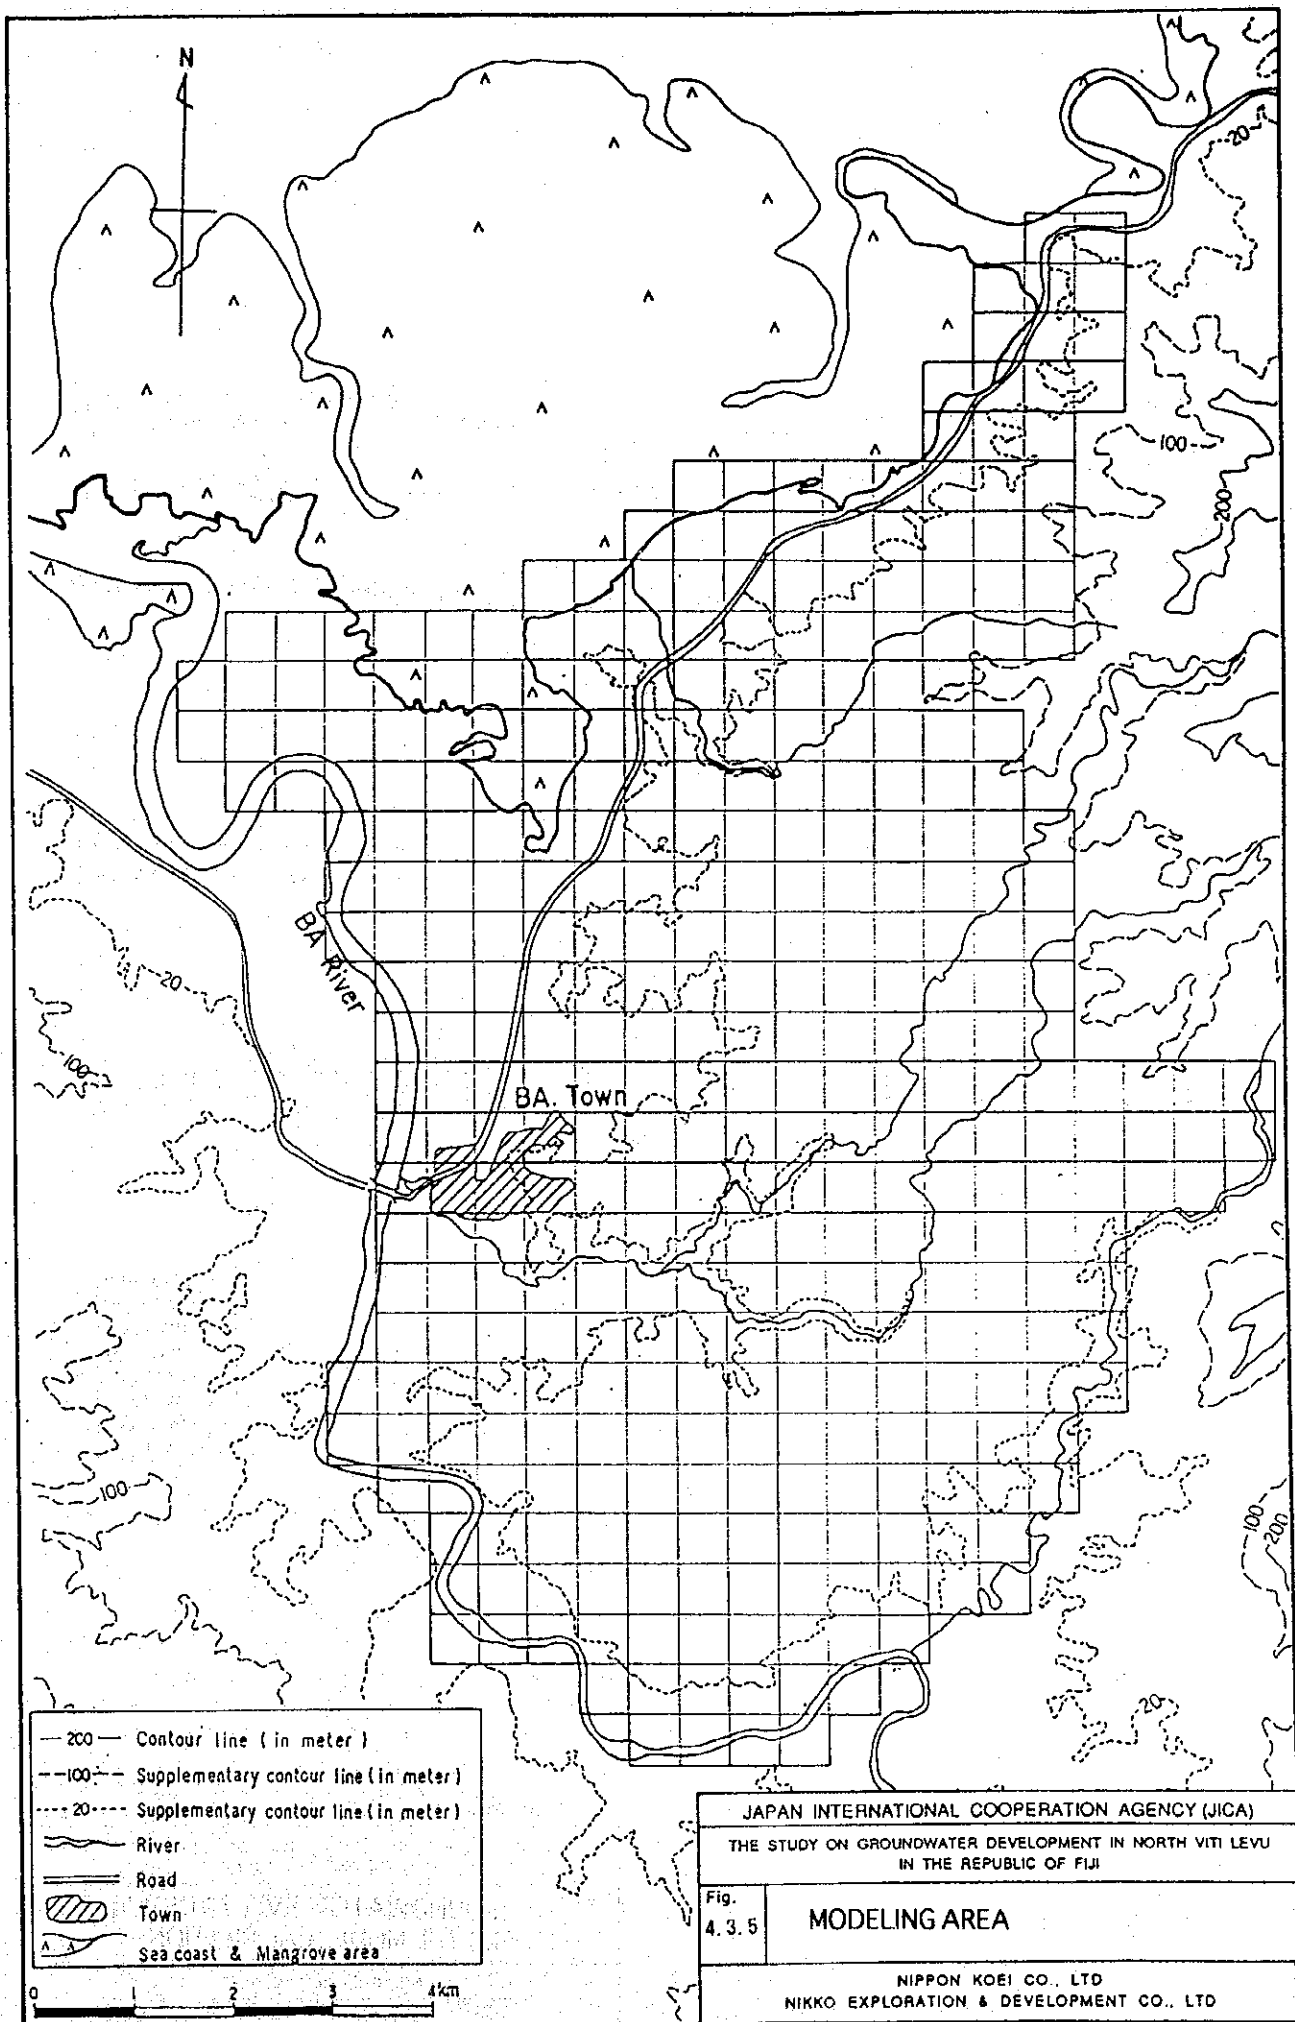 N
20
100
200
BA River
20
100
BA. Town
100
100
200
20
200 Contour line (in meter)
100 Supplementary contour line (in meter)
20 Supplementary contour line (in meter)
River
Road
Town
Sea coast & Mangrove area
0 2 3 4km
JAPAN INTERNATIONAL COOPERATION AGENCY (JICA)
THE STUDY ON GROUNDWATER DEVELOPMENT IN NORTH VITI LEVU
IN THE REPUBLIC OF FIJI
Fig.
4.3.5
MODELING AREA
NIPPON KOEI CO., LTD
NIKKO EXPLORATION & DEVELOPMENT CO., LTD